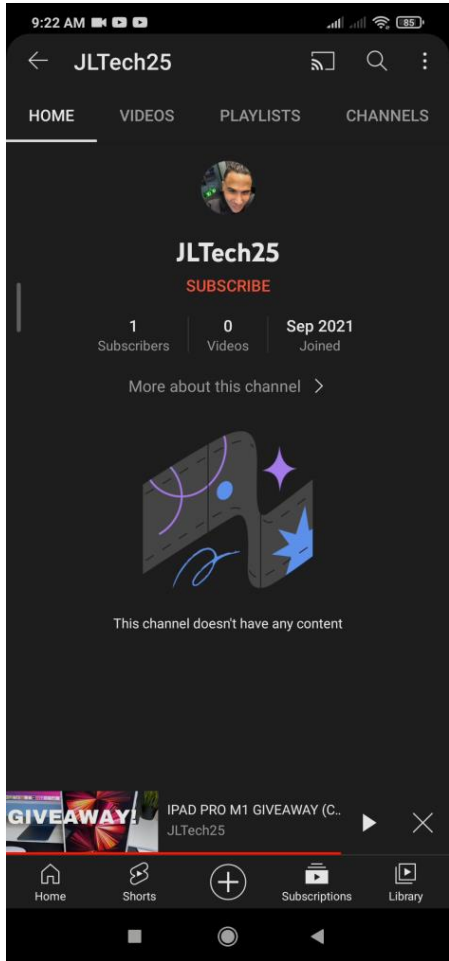 9:22 AM 85
JLTech25
HOME VIDEOS PLAYLISTS CHANNELS
JLTech25
SUBSCRIBE
1 0 Sep 2021
Subscribers Videos Joined
More about this channel
This channel doesn't have any content
GIVEAWAY!
IPAD PRO M1 GIVEAWAY (C..
JLTech25
Home Shorts Subscriptions Library